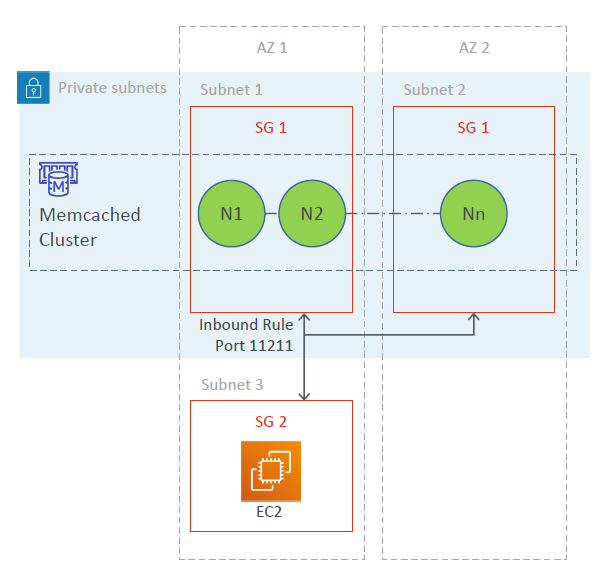 AZ 1
AZ 2
Private subnets
Subnet 1
Subnet 2
SG 1
SG 1
M
Memcached
Cluster
N1
N2
Nn
Inbound Rule
Port 11211
Subnet 3
SG 2
EC2